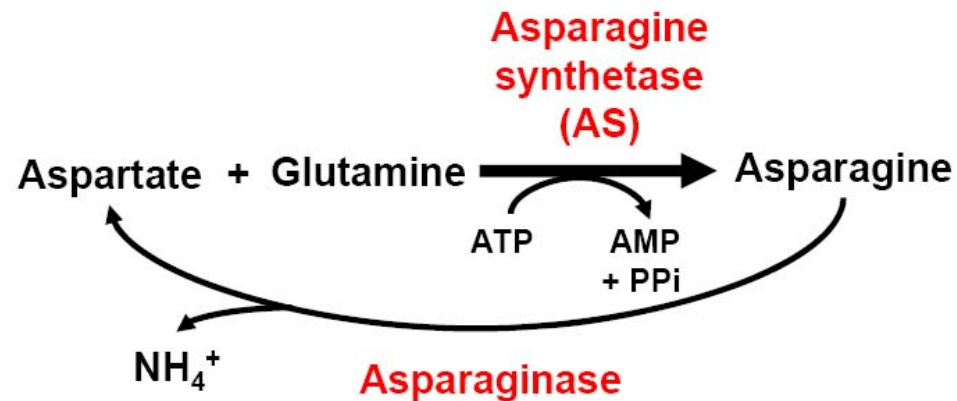 Asparagine
synthetase
(AS)
Aspartate + Glutamine
Asparagine
ATP
AMP
+ PPi
NH₄⁺
Asparaginase